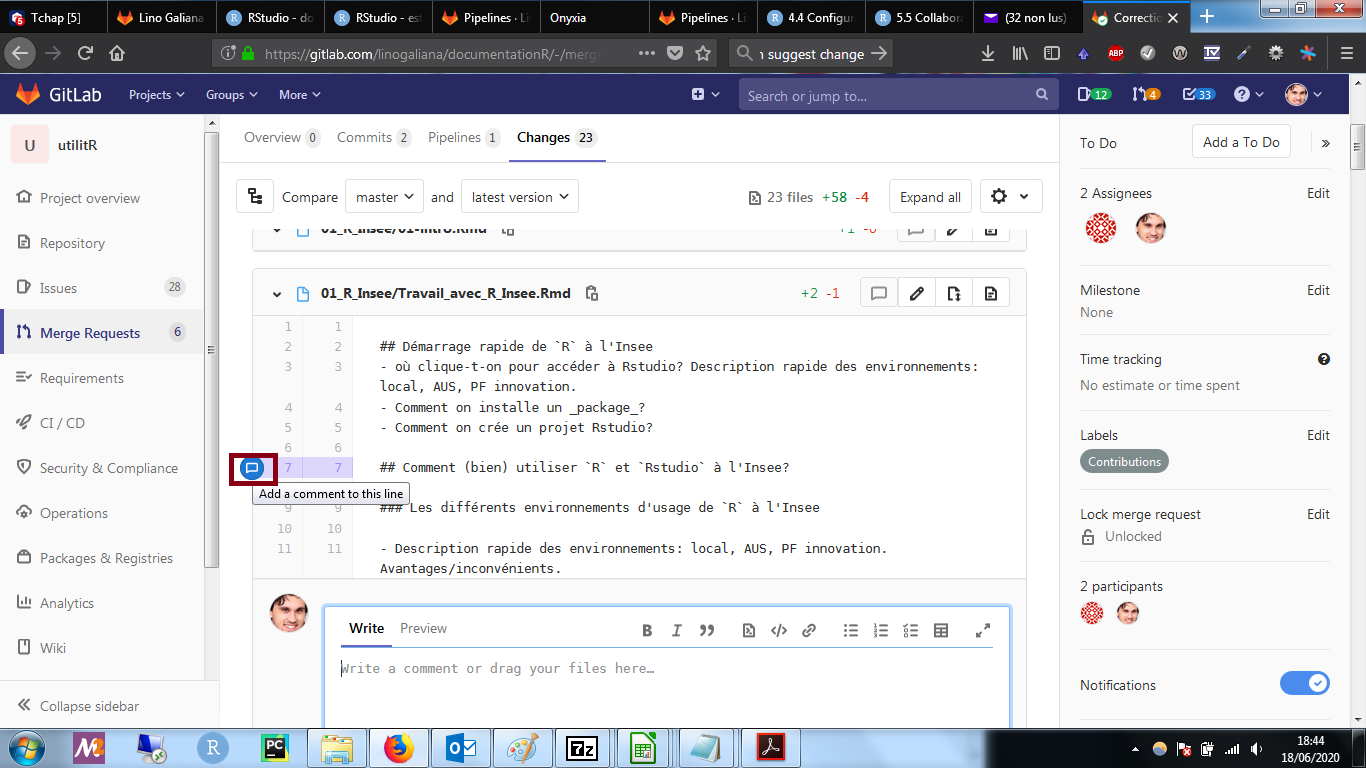 Tchap [5]
Lino Galiana
RStudio - do
RStudio - est
Pipelines · Li
Onyxia
Pipelines · Li
4.4 Configur
5.5 Collabora
(32 non lus)
Correctio
https://gitlab.com/linogaliana/documentationR/-/merg
n suggest change
ABP
GitLab
Projects
Groups
More
Search or jump to...
12
4
33
U utilitR
Project overview
Repository
Issues 28
Merge Requests 6
Requirements
CI / CD
Security & Compliance
Operations
Packages & Registries
Analytics
Wiki
Collapse sidebar
Overview 0 Commits 2 Pipelines 1 Changes 23
Compare master and latest version 23 files +58 -4 Expand all
01_R_Insee/01-intro.Rmd +1 -0
01_R_Insee/Travail_avec_R_Insee.Rmd +2 -1
1 1
2 2 ## Démarrage rapide de `R` à l'Insee
3 3 - où clique-t-on pour accéder à Rstudio? Description rapide des environnements:
local, AUS, PF innovation.
4 4 - Comment on installe un _package_?
5 5 - Comment on crée un projet Rstudio?
6 6
7 7 ## Comment (bien) utiliser `R` et `Rstudio` à l'Insee?
Add a comment to this line
9 9 ### Les différents environnements d'usage de `R` à l'Insee
10 10
11 11 - Description rapide des environnements: local, AUS, PF innovation.
Avantages/inconvénients.
Write Preview
B I
Write a comment or drag your files here…
To Do Add a To Do
2 Assignees Edit
Milestone Edit
None
Time tracking
No estimate or time spent
Labels Edit
Contributions
Lock merge request Edit
Unlocked
2 participants
Notifications
R
PC
7z
18:44
18/06/2020